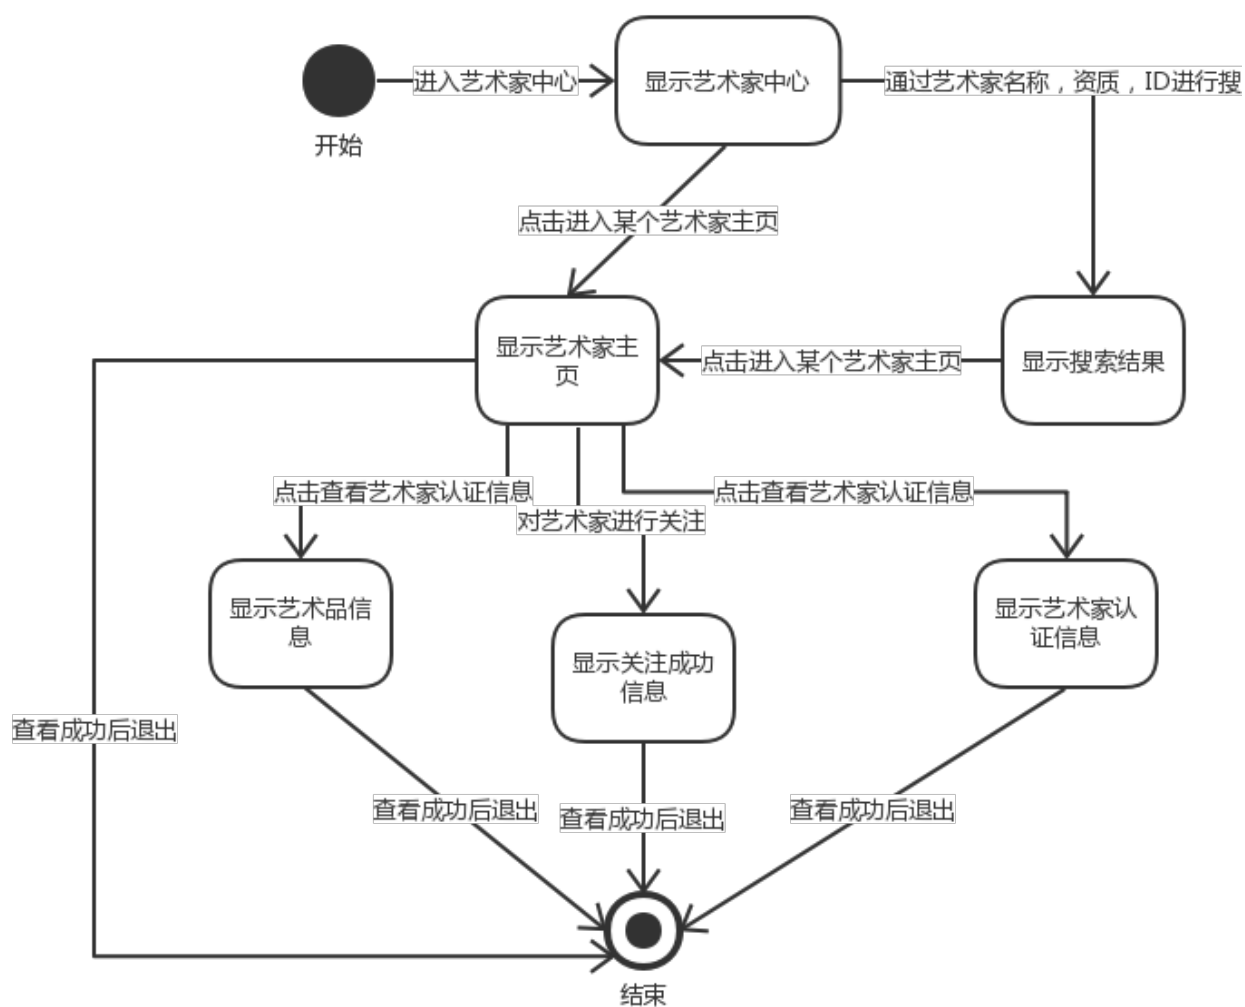 进入艺术家中心
显示艺术家中心
通过艺术家名称，资质，ID进行搜
开始
点击进入某个艺术家主页
显示艺术家主
页
点击进入某个艺术家主页
显示搜索结果
点击查看艺术家认证信息
对艺术家进行关注
点击查看艺术家认证信息
显示艺术品信
息
显示关注成功
信息
显示艺术家认
证信息
查看成功后退出
查看成功后退出
查看成功后退出
查看成功后退出
结束